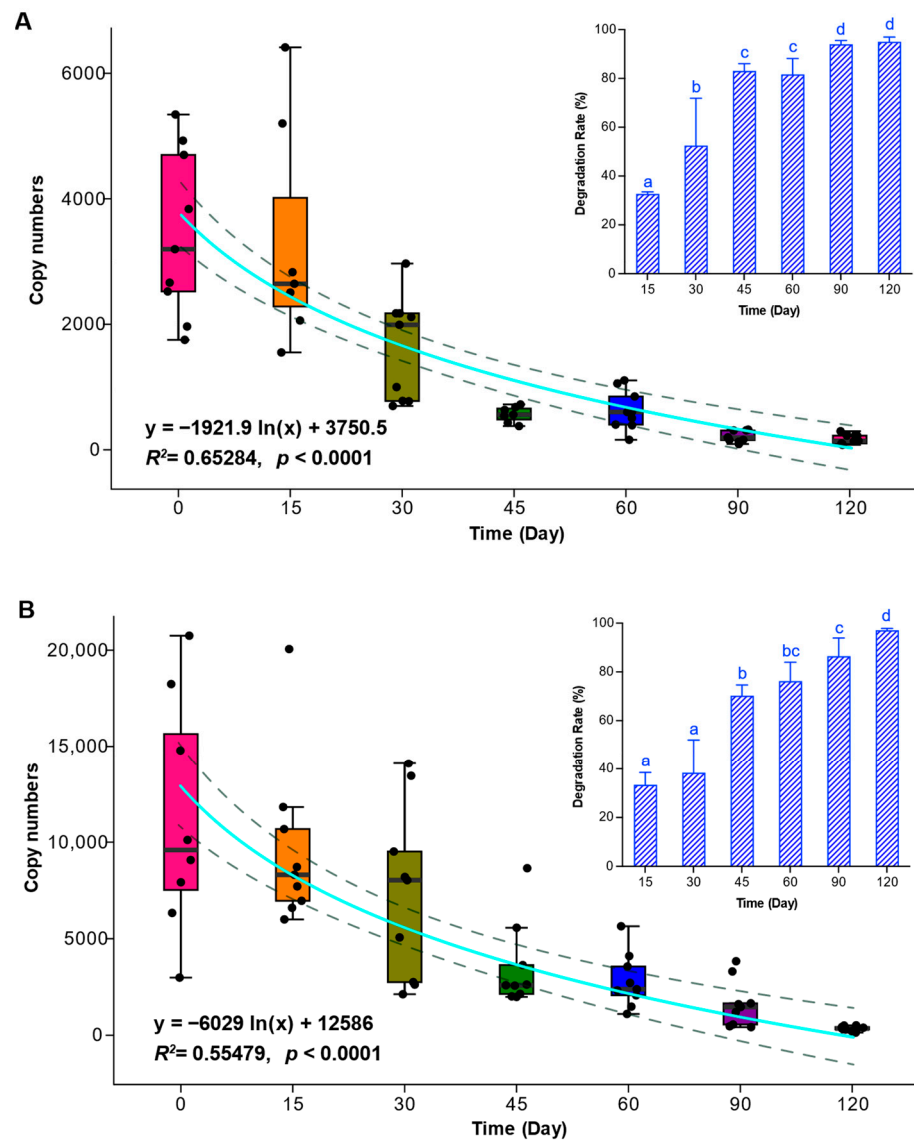 A
Copy numbers
6000
4000
2000
0
y = −1921.9 ln(x) + 3750.5
R²= 0.65284, p < 0.0001
0 15 30 45 60 90 120
Time (Day)
Degradation Rate (%)
100
80
60
40
20
0
a b c c d d
15 30 45 60 90 120
Time (Day)
B
Copy numbers
20,000
15,000
10,000
5000
0
y = −6029 ln(x) + 12586
R²= 0.55479, p < 0.0001
0 15 30 45 60 90 120
Time (Day)
Degradation Rate (%)
100
80
60
40
20
0
a a b bc c d
15 30 45 60 90 120
Time (Day)